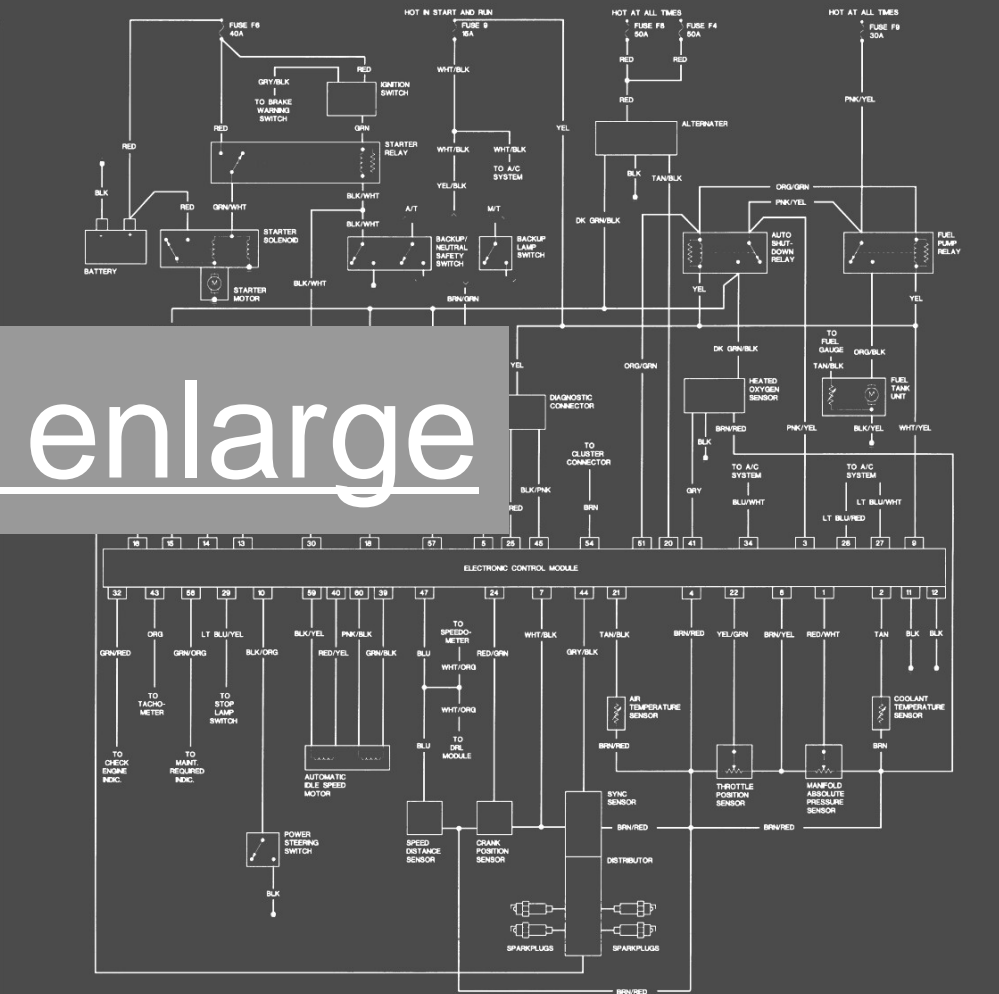 HOT IN START AND RUN
HOT AT ALL TIMES
HOT AT ALL TIMES
FUSE F6
40A
FUSE 9
15A
FUSE F5
50A
FUSE F4
50A
FUSE F9
30A
RED
RED
RED
WHT/BLK
GRY/BLK
TO BRAKE
WARNING
SWITCH
IGNITION
SWITCH
RED
PNK/YEL
RED
GRN
YEL
ALTERNATER
RED
STARTER
RELAY
WHT/BLK
WHT/BLK
TO A/C
SYSTEM
BLK
TAN/BLK
BLK
YEL/BLK
ORG/GRN
RED
GRN/WHT
BLK/WHT
A/T
M/T
PNK/YEL
BLK/WHT
DK GRN/BLK
STARTER
SOLENOID
BACKUP/
NEUTRAL
SAFETY
SWITCH
BACKUP
LAMP
SWITCH
AUTO
SHUT-
DOWN
RELAY
FUEL
PUMP
RELAY
BATTERY
M
STARTER
MOTOR
BLK/WHT
BRN/GRN
YEL
YEL
enlarge
YEL
ORG/GRN
DK GRN/BLK
TO
FUEL
GAUGE
TAN/BLK
ORG/BLK
HEATED
OXYGEN
SENSOR
FUEL
TANK
UNIT
M
DIAGNOSTIC
CONNECTOR
BRN/RED
BLK
PNK/YEL
BLK/YEL
WHT/YEL
TO
CLUSTER
CONNECTOR
TO A/C
SYSTEM
TO A/C
SYSTEM
BLK/PNK
RED
BRN
GRY
BLU/WHT
LT BLU/WHT
LT BLU/RED
16 15 14 13 30 18 57 5 25 45 54 51 20 41 34 3 28 27 9
ELECTRONIC CONTROL MODULE
32 43 56 29 10 59 40 60 39 47 24 7 44 21 4 22 6 1 2 11 12
ORG
LT BLU/YEL
BLK/YEL
PNK/BLK
TO
SPEEDO-
METER
WHT/BLK
TAN/BLK
BRN/RED
YEL/GRN
BRN/YEL
RED/WHT
TAN
BLK
BLK
GRN/RED
GRN/ORG
BLK/ORG
RED/YEL
GRN/BLK
BLU
RED/GRN
GRY/BLK
WHT/ORG
TO
TACHO-
METER
TO
STOP
LAMP
SWITCH
WHT/ORG
AIR
TEMPERATURE
SENSOR
COOLANT
TEMPERATURE
SENSOR
TO
CHECK
ENGINE
INDIC.
TO
MAINT.
REQUIRED
INDIC.
BLU
TO
DRL
MODULE
BRN/RED
BRN
AUTOMATIC
IDLE SPEED
MOTOR
THROTTLE
POSITION
SENSOR
MANIFOLD
ABSOLUTE
PRESSURE
SENSOR
SYNC
SENSOR
POWER
STEERING
SWITCH
SPEED
DISTANCE
SENSOR
CRANK
POSITION
SENSOR
BRN/RED
BRN/RED
DISTRIBUTOR
BLK
SPARKPLUGS
SPARKPLUGS
BRN/RED